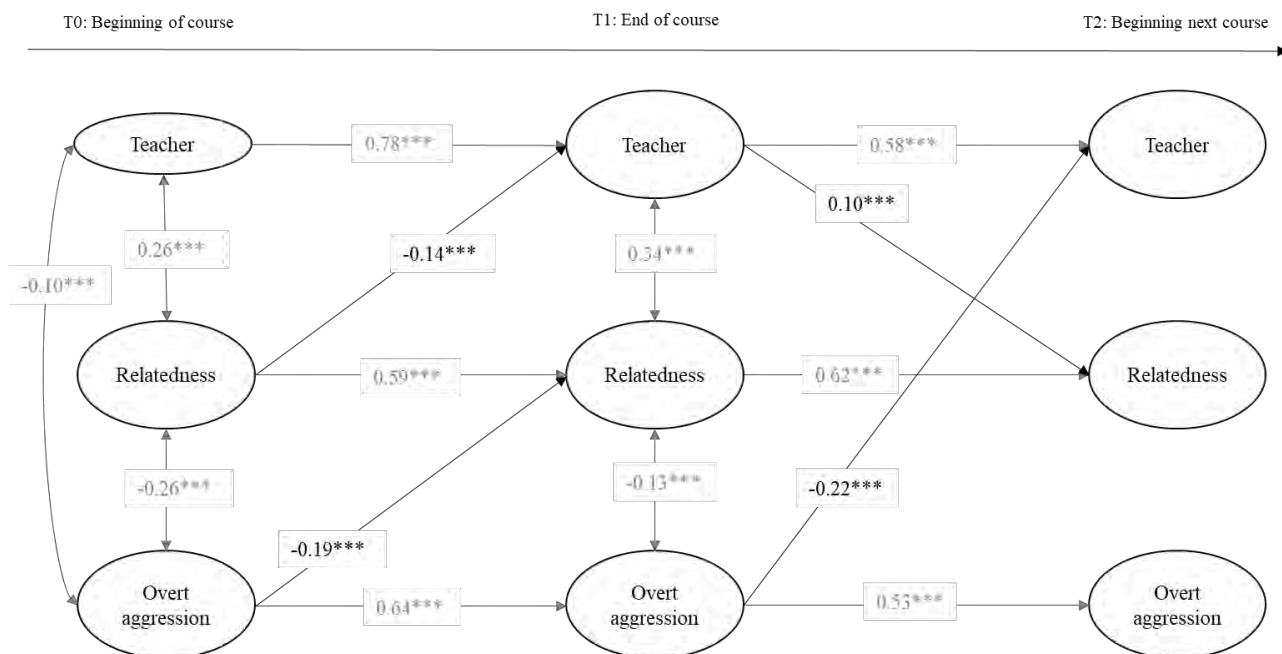 T0: Beginning of course
T1: End of course
T2: Beginning next course
Teacher
0.78***
Teacher
0.58***
Teacher
0.10***
0.26***
-0.14***
0.34***
-0.10***
Relatedness
0.59***
Relatedness
0.62***
Relatedness
-0.26***
-0.13***
-0.22***
-0.19***
Overt
aggression
0.64***
Overt
aggression
0.53***
Overt
aggression